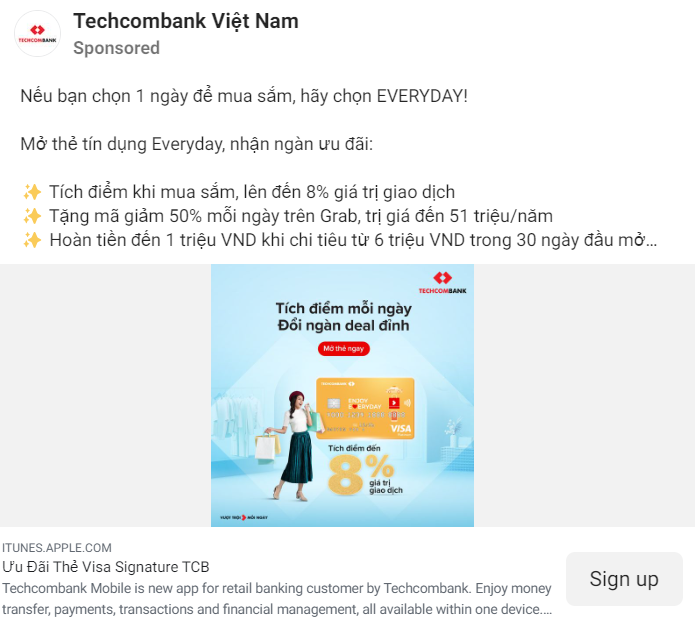 Techcombank Việt Nam
Sponsored
Nếu bạn chọn 1 ngày để mua sắm, hãy chọn EVERYDAY!
Mở thẻ tín dụng Everyday, nhận ngàn ưu đãi:
✨ Tích điểm khi mua sắm, lên đến 8% giá trị giao dịch
✨ Tặng mã giảm 50% mỗi ngày trên Grab, trị giá đến 51 triệu/năm
✨ Hoàn tiền đến 1 triệu VND khi chi tiêu từ 6 triệu VND trong 30 ngày đầu mở...
TECHCOMBANK
TECHCOMBANK
Tích điểm mỗi ngày
Đổi ngàn deal đỉnh
Mở thẻ ngay
TECHCOMBANK
ENJOY
EVERYDAY
VISA
Tích điểm đến
8%
giá trị
giao dịch
VƯỢT TRỘI MỖI NGÀY
ITUNES.APPLE.COM
Ưu Đãi Thẻ Visa Signature TCB
Techcombank Mobile is new app for retail banking customer by Techcombank. Enjoy money
transfer, payments, transactions and financial management, all available within one device....
Sign up